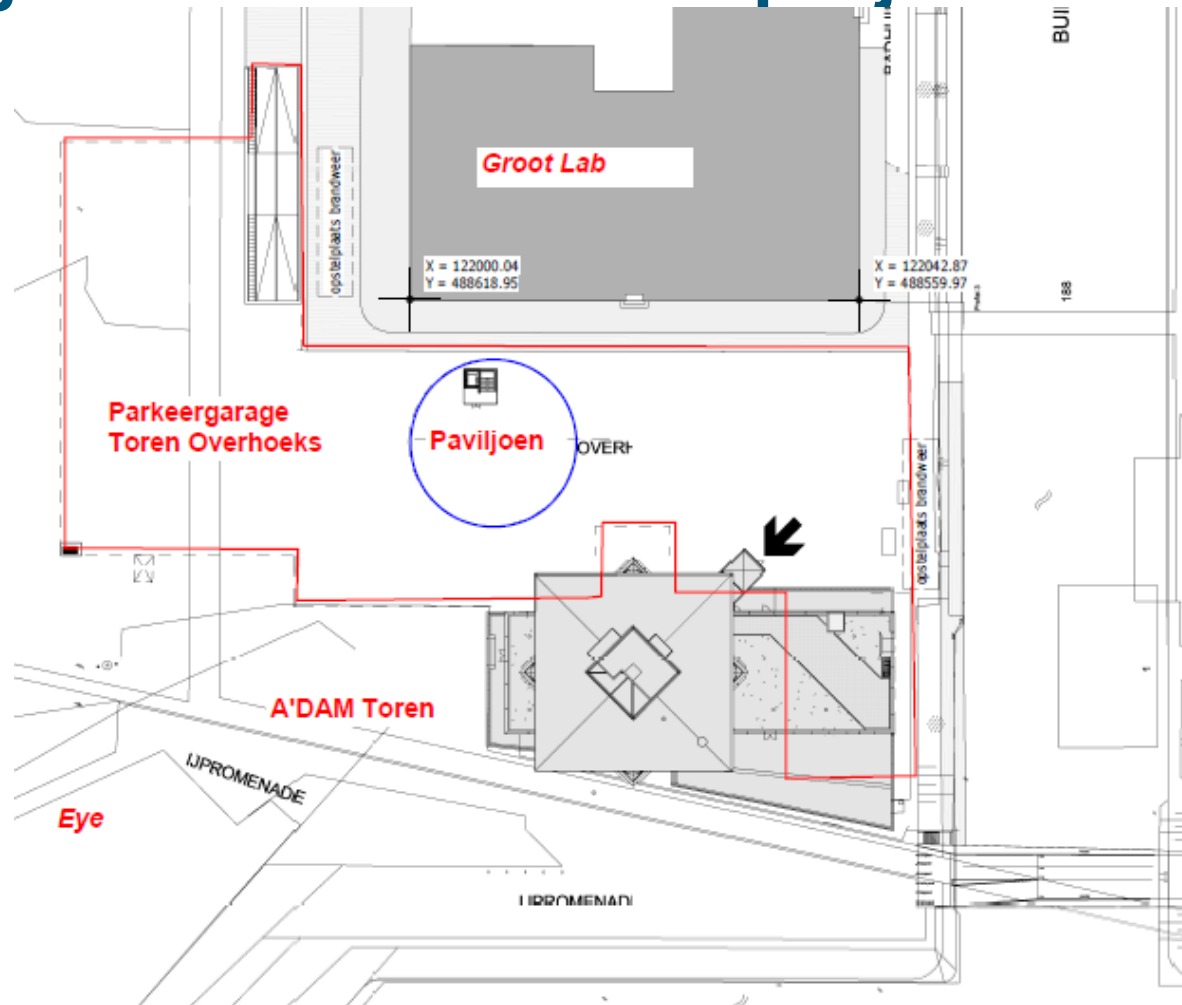 BUI
Groot Lab
opstelplaats brandweer
X = 122000.04
Y = 488618.95
X = 122042.87
Y = 488559.97
188
Parkeergarage
Toren Overhoeks
Paviljoen
OVERH
opstelplaats brandweer
1
A'DAM Toren
IJPROMENADE
Eye
IJPROMENADI